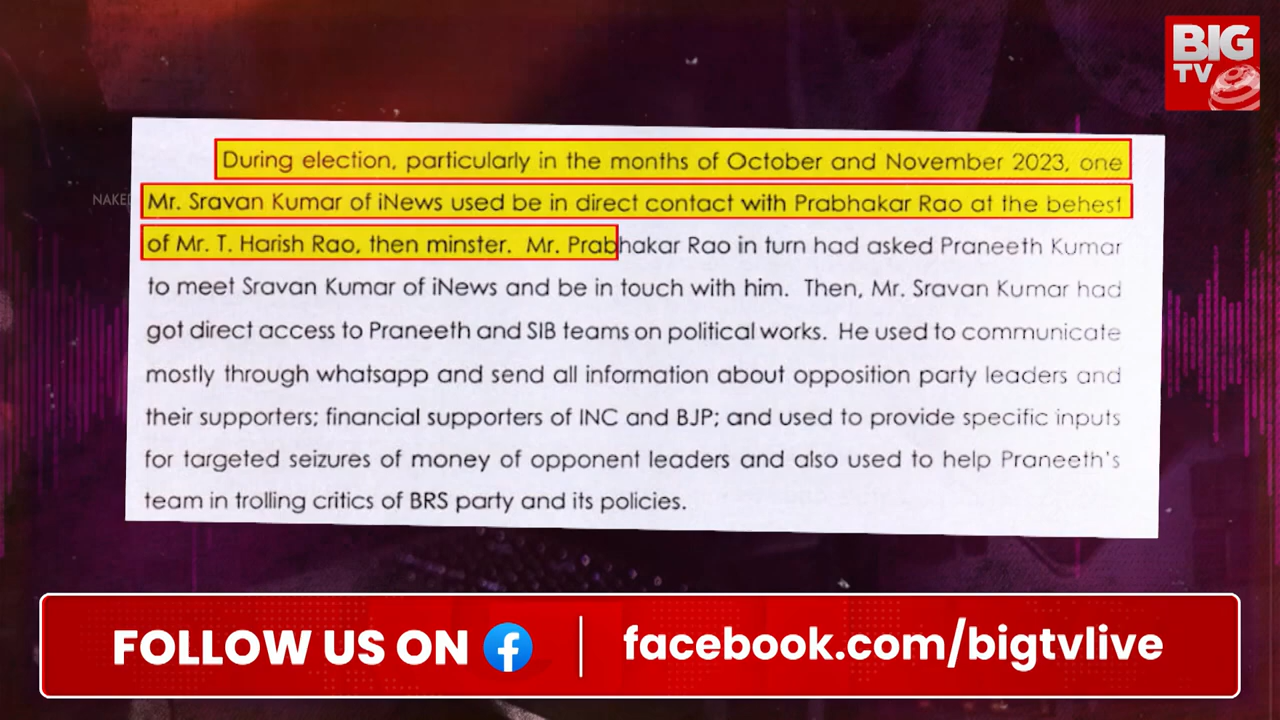 BIG
TV
During election, particularly in the months of October and November 2023, one
NAKED
Mr. Sravan Kumar of iNews used be in direct contact with Prabhakar Rao at the behest
of Mr. T. Harish Rao, then minster. Mr. Prabhakar Rao in turn had asked Praneeth Kumar
to meet Sravan Kumar of iNews and be in touch with him. Then, Mr. Sravan Kumar had
got direct access to Praneeth and SIB teams on political works. He used to communicate
mostly through whatsapp and send all information about opposition party leaders and
their supporters; financial supporters of INC and BJP; and used to provide specific inputs
for targeted seizures of money of opponent leaders and also used to help Praneeth's
team in trolling critics of BRS party and its policies.
FOLLOW US ON
facebook.com/bigtvlive